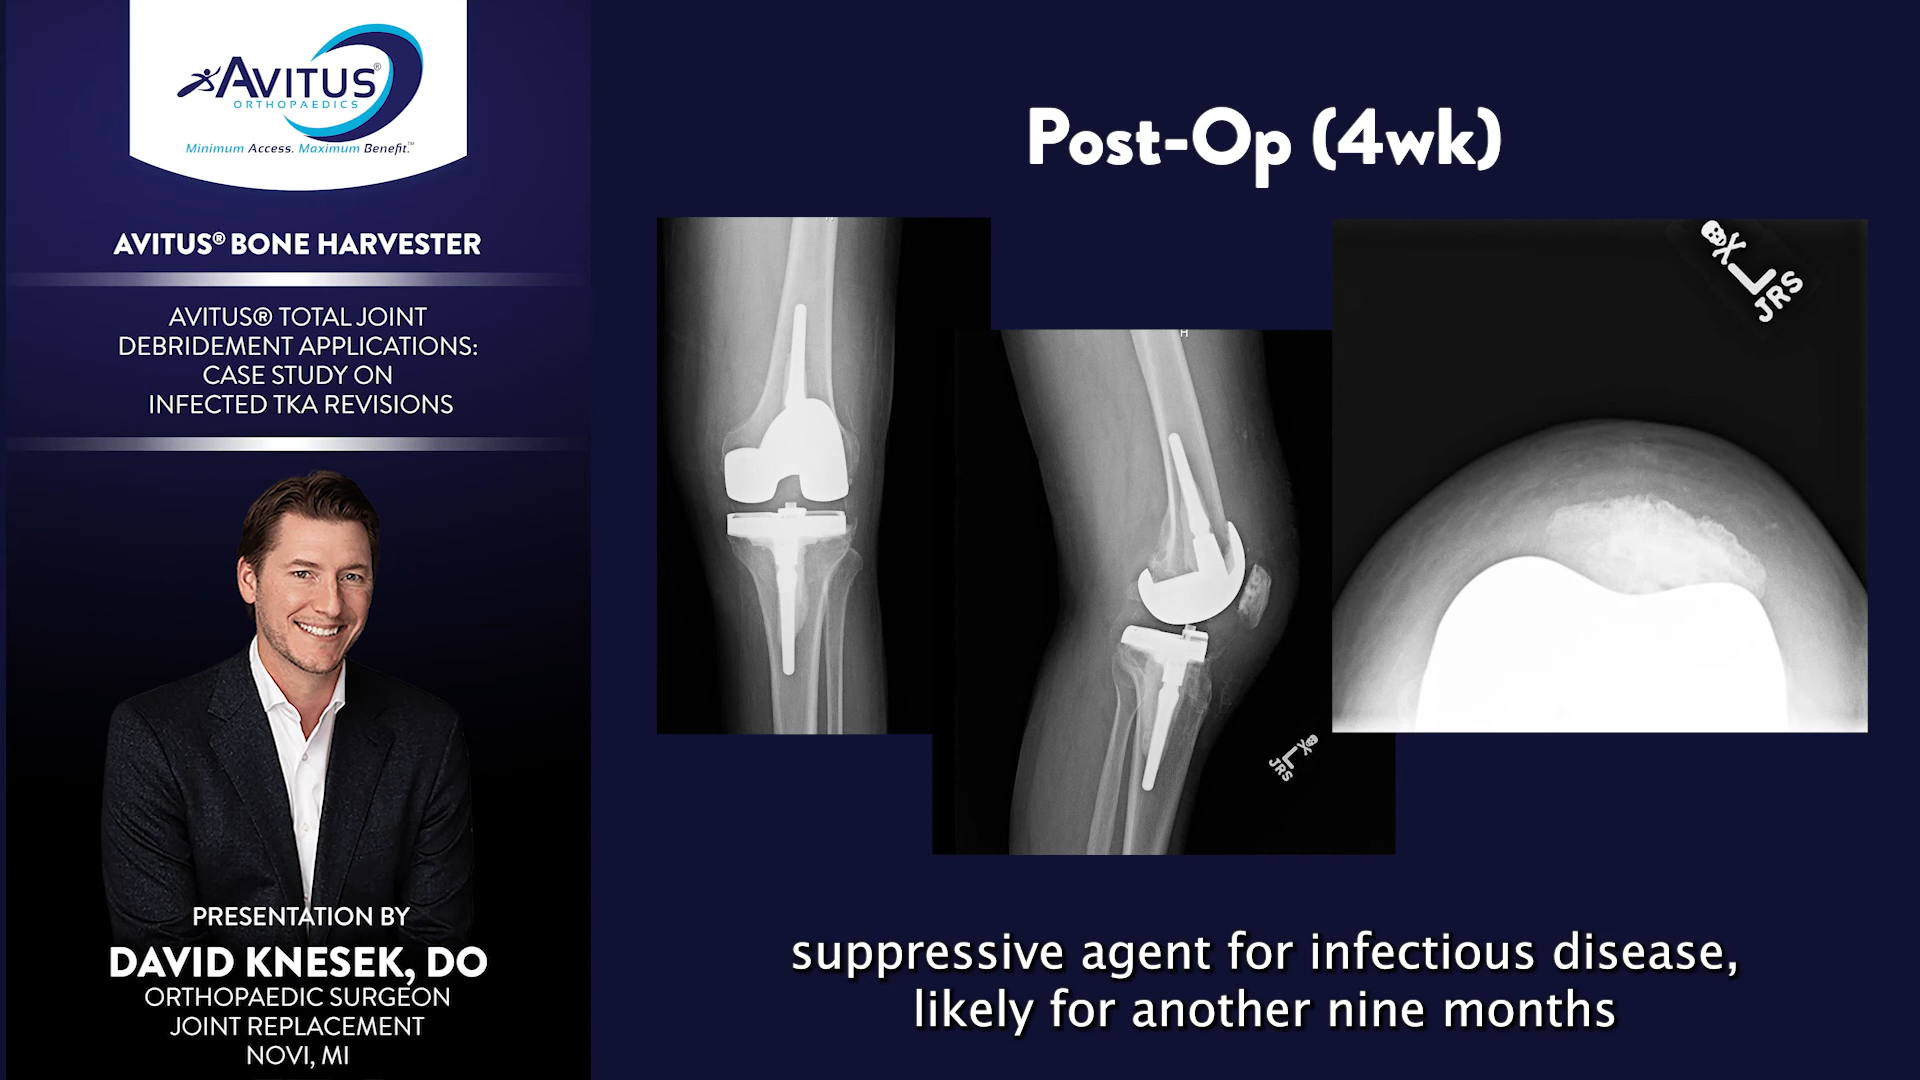 AVITUS®
ORTHOPAEDICS
Minimum Access. Maximum Benefit.™
AVITUS® BONE HARVESTER
AVITUS® TOTAL JOINT
DEBRIDEMENT APPLICATIONS:
CASE STUDY ON
INFECTED TKA REVISIONS
PRESENTATION BY
DAVID KNESEK, DO
ORTHOPAEDIC SURGEON
JOINT REPLACEMENT
NOVI, MI
Post-Op (4wk)
H
L
JRS
L
JRS
suppressive agent for infectious disease,
likely for another nine months